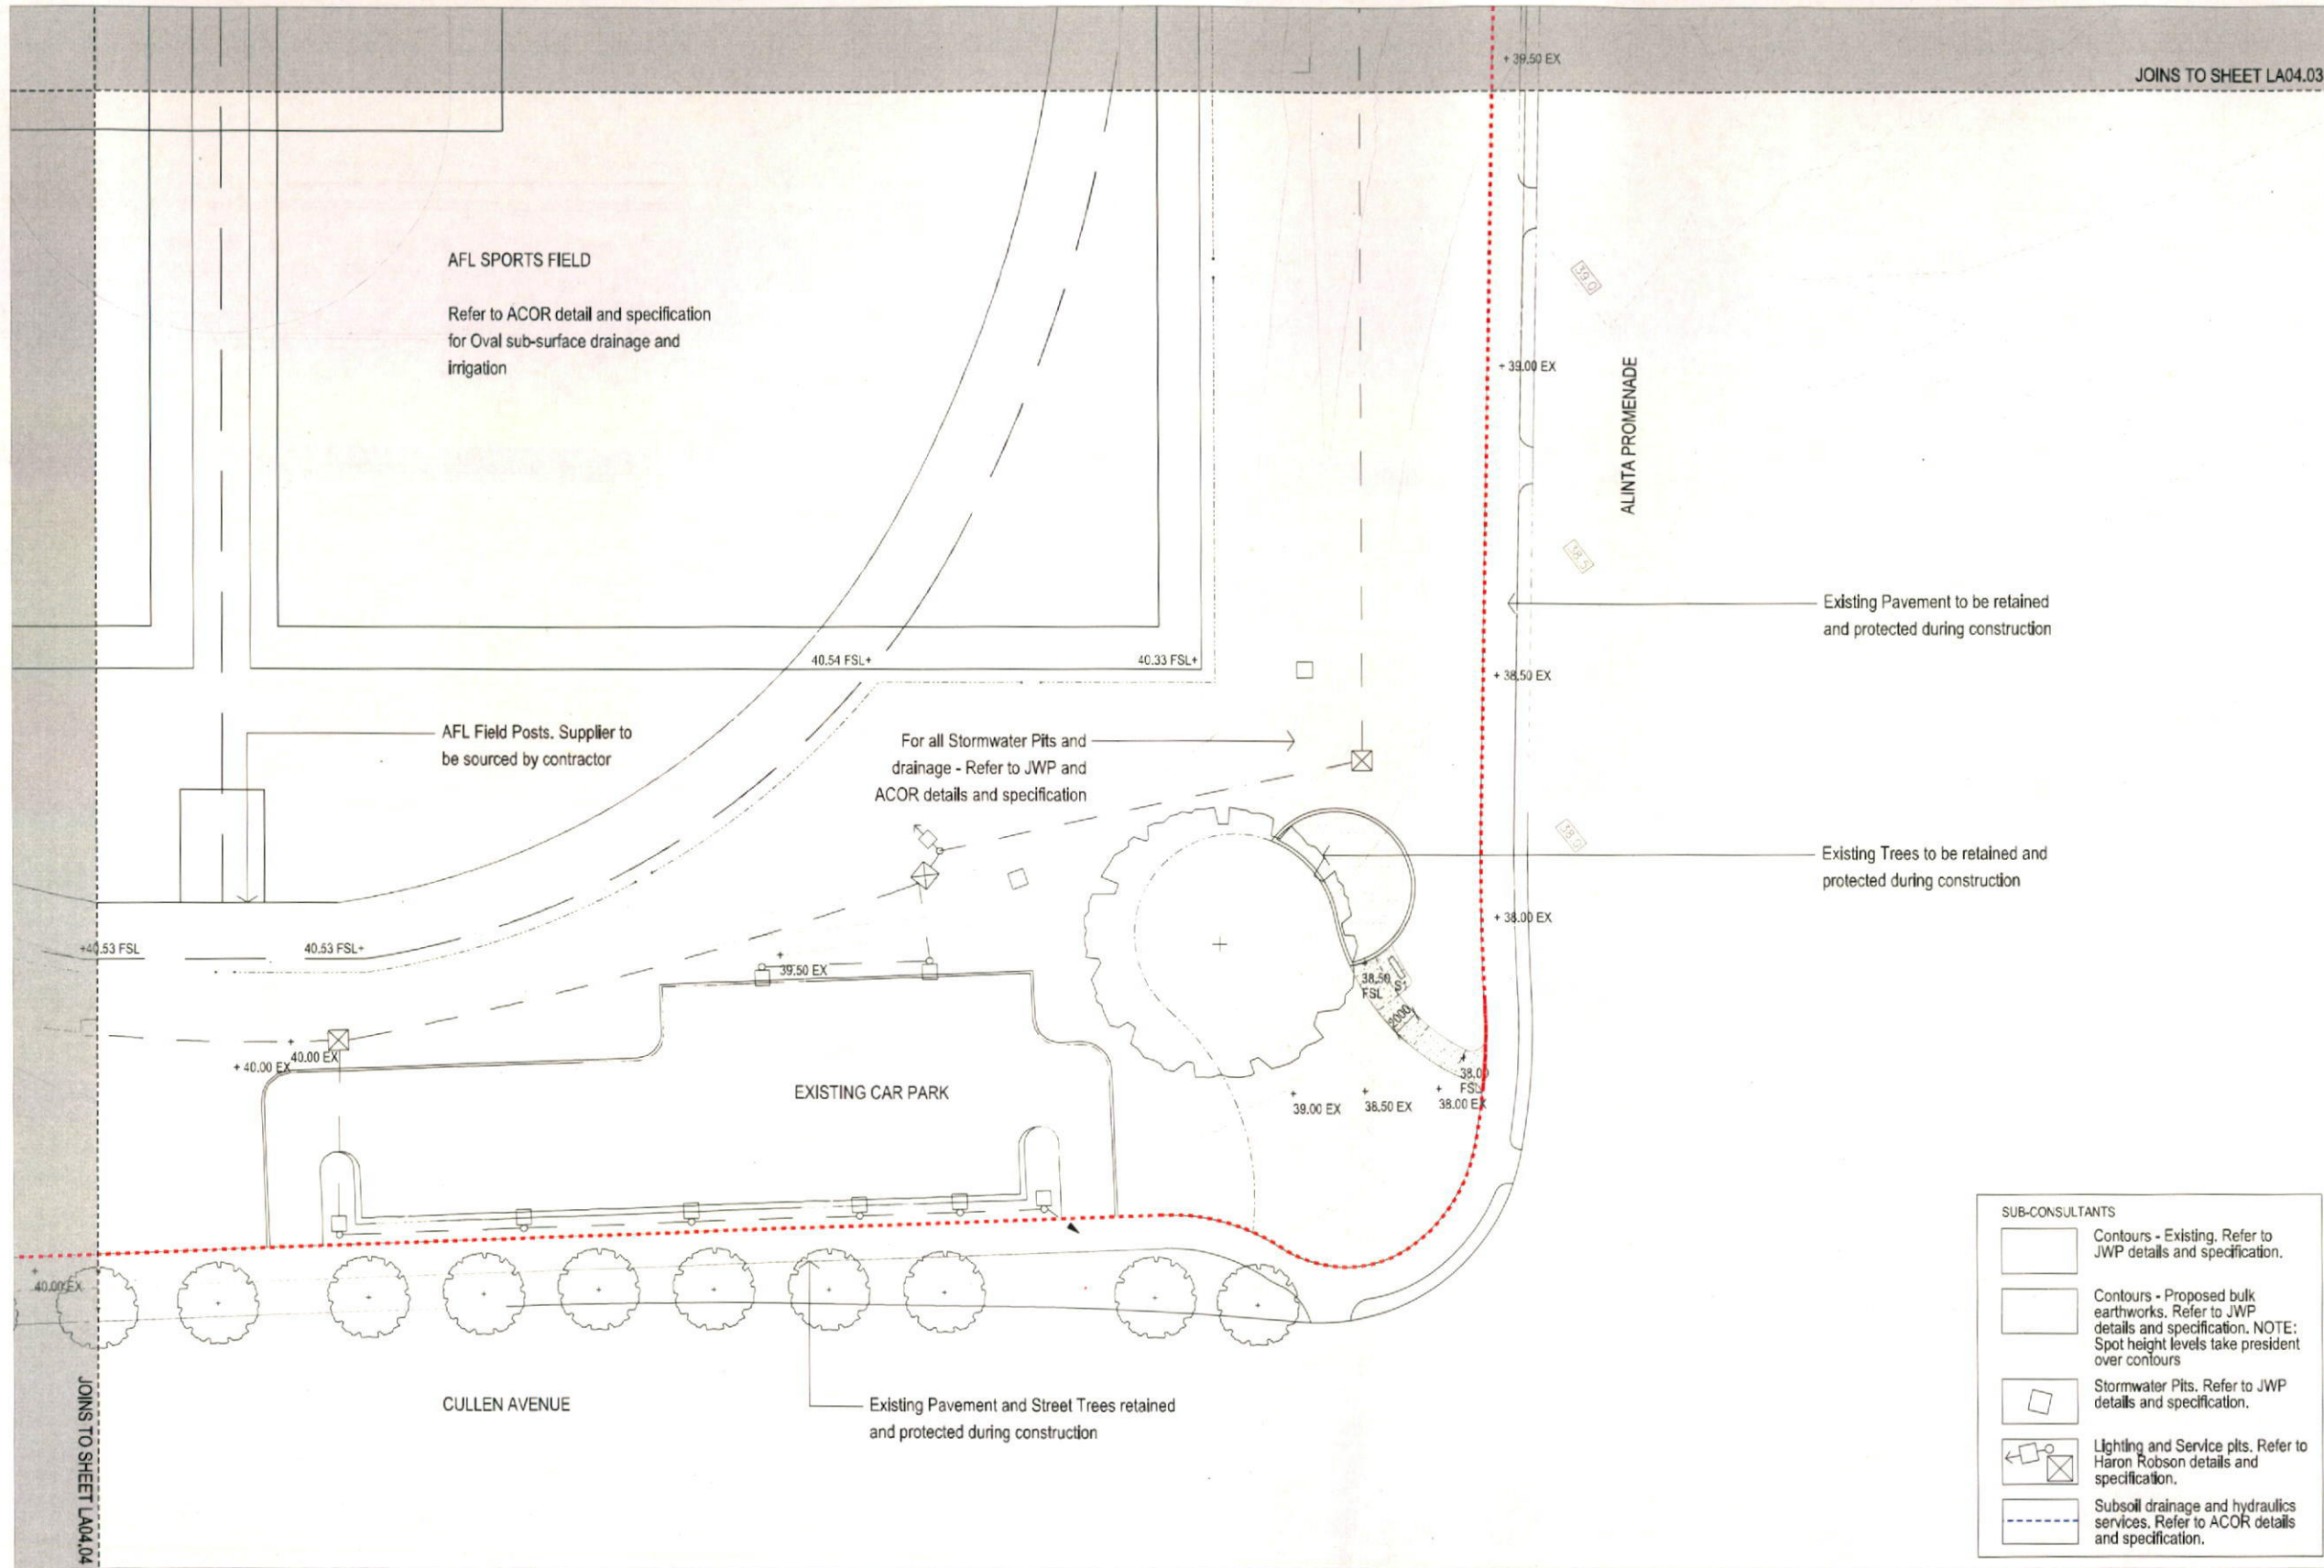 + 39.50 EX
JOINS TO SHEET LA04.03
AFL SPORTS FIELD
Refer to ACOR detail and specification
for Oval sub-surface drainage and
irrigation
39.0
+ 39.00 EX
ALINTA PROMENADE
38.5
Existing Pavement to be retained
and protected during construction
40.54 FSL+
40.33 FSL+
+ 38.50 EX
AFL Field Posts. Supplier to
be sourced by contractor
For all Stormwater Pits and
drainage - Refer to JWP and
ACOR details and specification
38.0
Existing Trees to be retained and
protected during construction
+ 38.00 EX
+40.53 FSL
40.53 FSL+
+
39.50 EX
38.50
FSL
2000
+
40.00 EX
+ 40.00 EX
EXISTING CAR PARK
+
38.00
FSL
+
39.00 EX
+
38.50 EX
+
38.00 EX
+
40.00 EX
SUB-CONSULTANTS
Contours - Existing. Refer to
JWP details and specification.
Contours - Proposed bulk
earthworks. Refer to JWP
details and specification. NOTE:
Spot height levels take president
over contours
Stormwater Pits. Refer to JWP
details and specification.
Lighting and Service pits. Refer to
Haron Robson details and
specification.
Subsoil drainage and hydraulics
services. Refer to ACOR details
and specification.
JOINS TO SHEET LA04.04
CULLEN AVENUE
Existing Pavement and Street Trees retained
and protected during construction